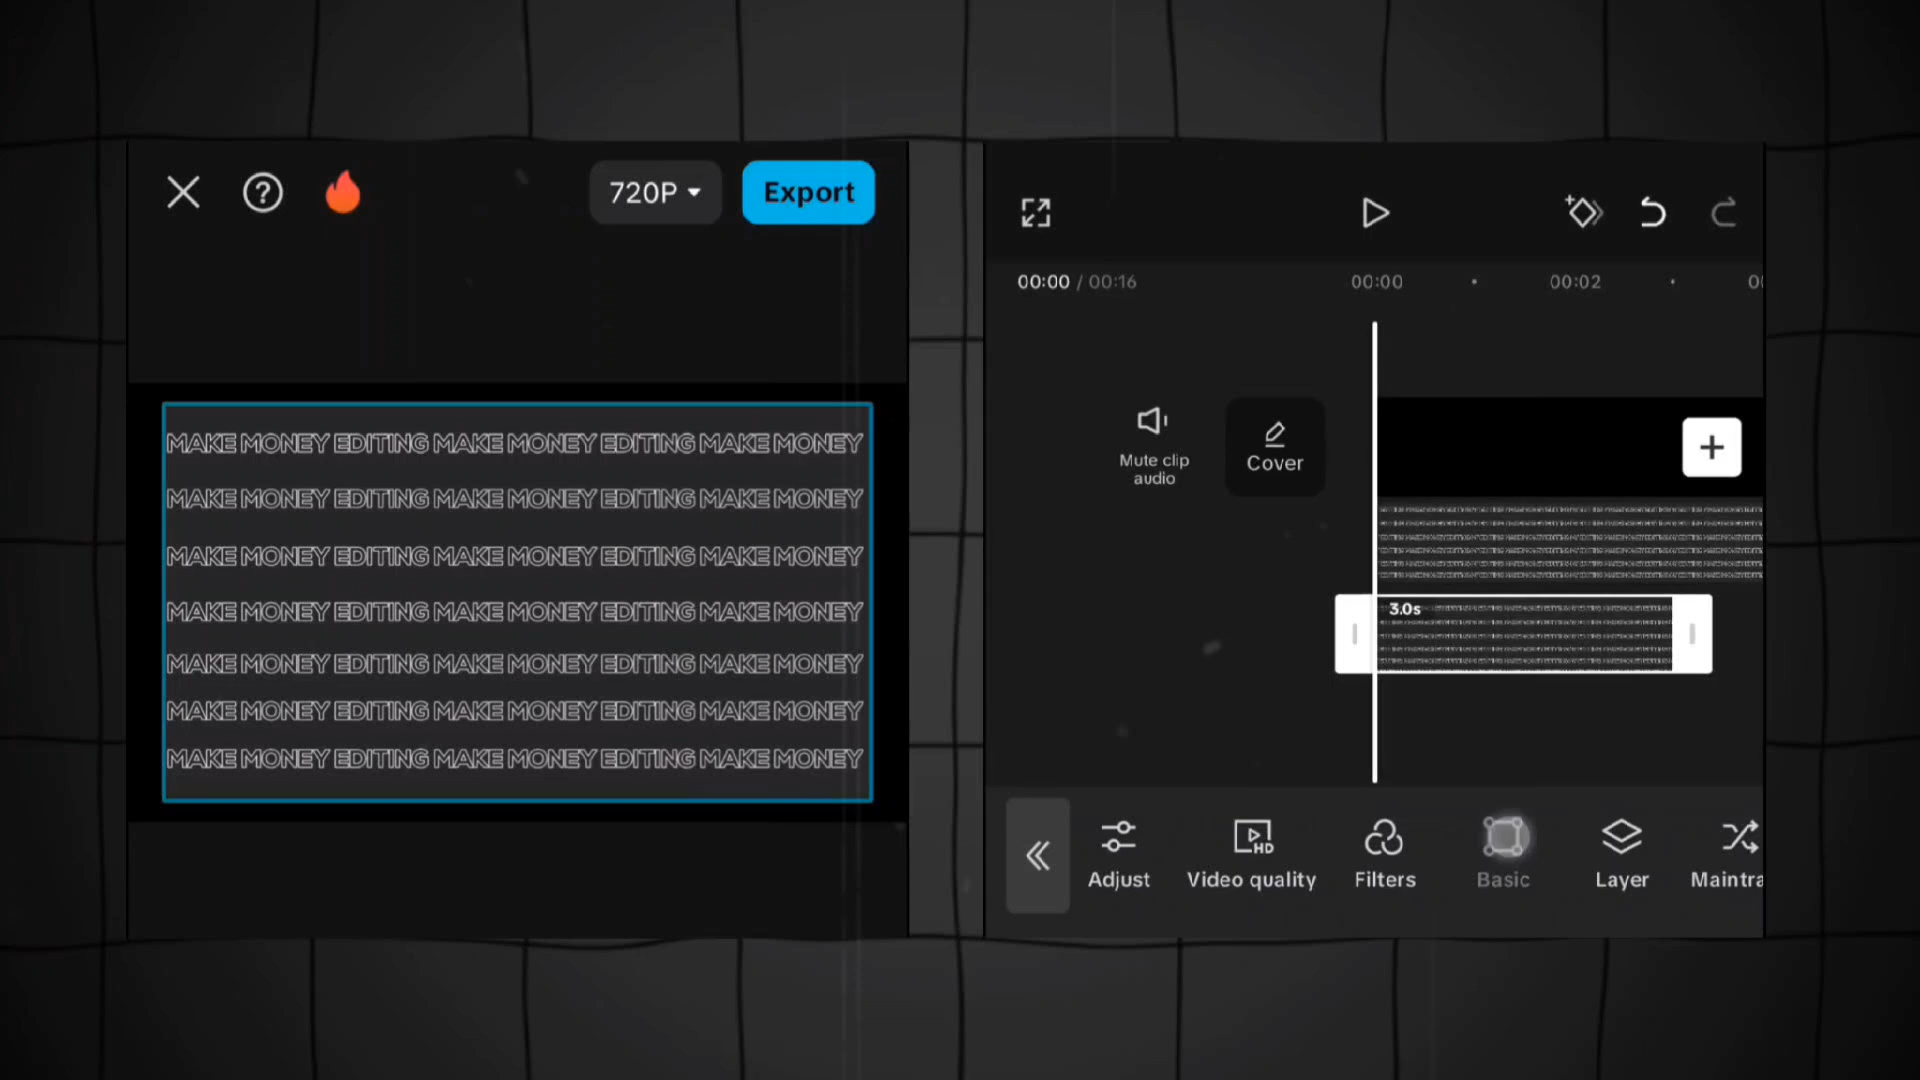 720P
Export
MAKE MONEY EDITING MAKE MONEY EDITING MAKE MONEY
MAKE MONEY EDITING MAKE MONEY EDITING MAKE MONEY
MAKE MONEY EDITING MAKE MONEY EDITING MAKE MONEY
MAKE MONEY EDITING MAKE MONEY EDITING MAKE MONEY
MAKE MONEY EDITING MAKE MONEY EDITING MAKE MONEY
MAKE MONEY EDITING MAKE MONEY EDITING MAKE MONEY
MAKE MONEY EDITING MAKE MONEY EDITING MAKE MONEY
00:00 / 00:16
00:00 · 00:02 ·
Mute clip
audio
Cover
3.0s
HD
Adjust
Video quality
Filters
Basic
Layer
Maintra